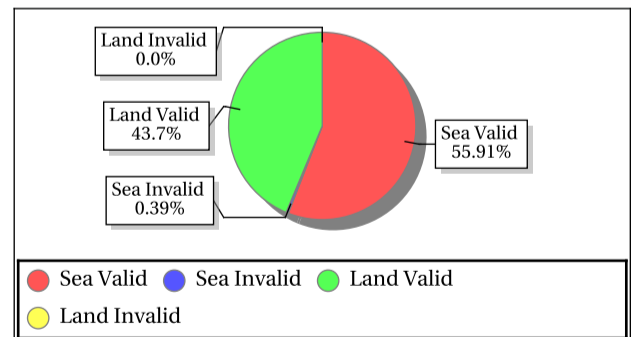 Land Invalid
0.0%
Land Valid
43.7%
Sea Valid
55.91%
Sea Invalid
0.39%
Sea Valid Sea Invalid Land Valid
Land Invalid